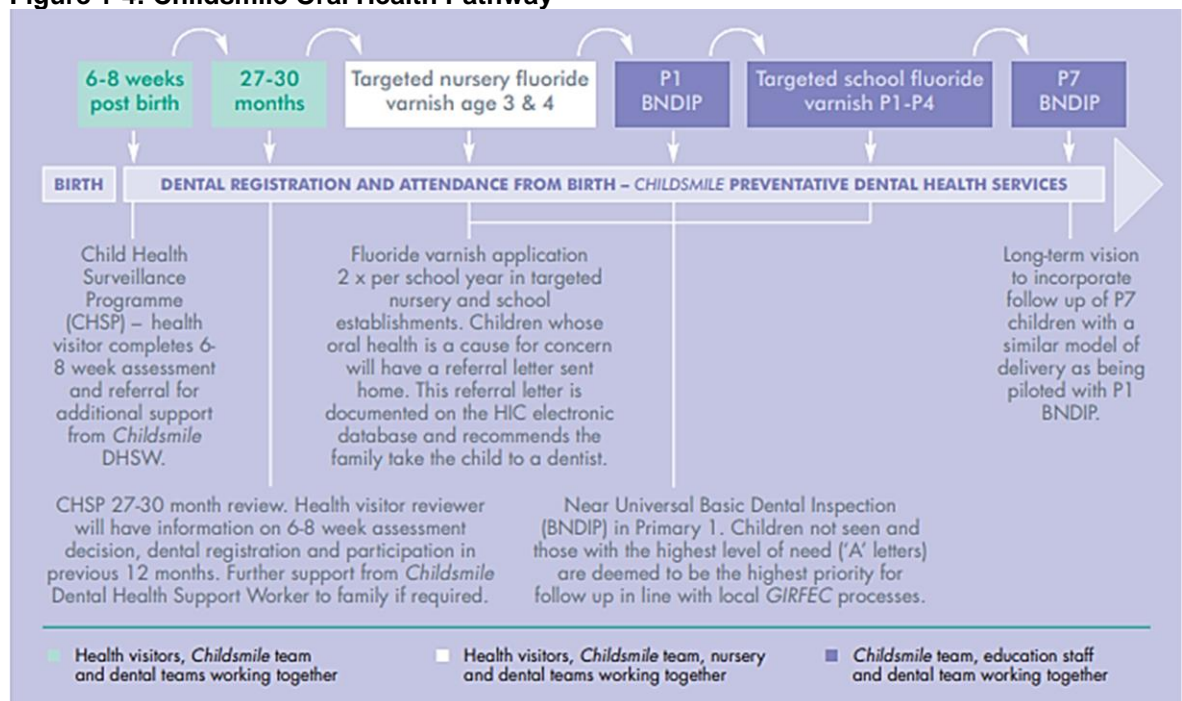 Figure 1-4: Childsmile Oral Health Pathway
6-8 weeks
post birth
27-30
months
Targeted nursery fluoride
varnish age 3 & 4
P1
BNDIP
Targeted school fluoride
varnish P1-P4
P7
BNDIP
BIRTH
DENTAL REGISTRATION AND ATTENDANCE FROM BIRTH – CHILDSMILE PREVENTATIVE DENTAL HEALTH SERVICES
Child Health
Surveillance
Programme
(CHSP) – health
visitor completes 6-
8 week assessment
and referral for
additional support
from Childsmile
DHSW.
Fluoride varnish application
2 x per school year in targeted
nursery and school
establishments. Children whose
oral health is a cause for concern
will have a referral letter sent
home. This referral letter is
documented on the HIC electronic
database and recommends the
family take the child to a dentist.
Long-term vision
to incorporate
follow up of P7
children with a
similar model of
delivery as being
piloted with P1
BNDIP.
CHSP 27-30 month review. Health visitor reviewer
will have information on 6-8 week assessment
decision, dental registration and participation in
previous 12 months. Further support from Childsmile
Dental Health Support Worker to family if required.
Near Universal Basic Dental Inspection
(BNDIP) in Primary 1. Children not seen and
those with the highest level of need ('A' letters)
are deemed to be the highest priority for
follow up in line with local GIRFEC processes.
Health visitors, Childsmile team
and dental teams working together
Health visitors, Childsmile team, nursery
and dental teams working together
Childsmile team, education staff
and dental team working together